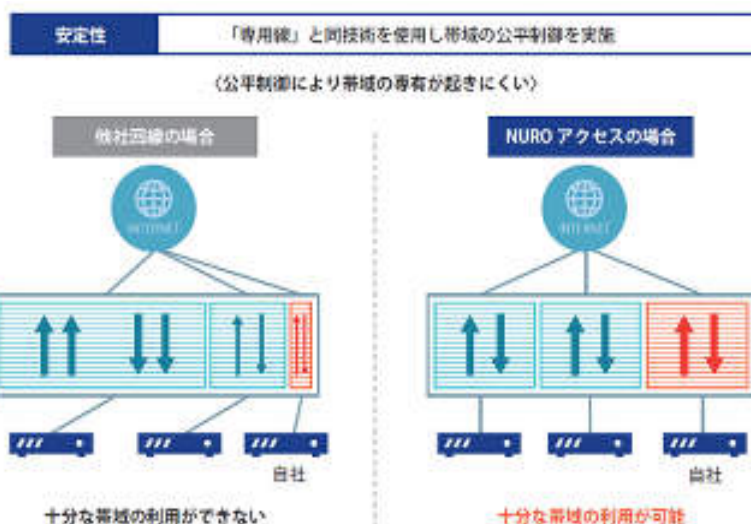 安定性
「専用線」と同技術を使用し帯域の公平制御を実施
〈公平制御により帯域の専有が起きにくい〉
他社回線の場合
NURO アクセスの場合
INTERNET
INTERNET
自社
自社
十分な帯域の利用ができない
十分な帯域の利用が可能